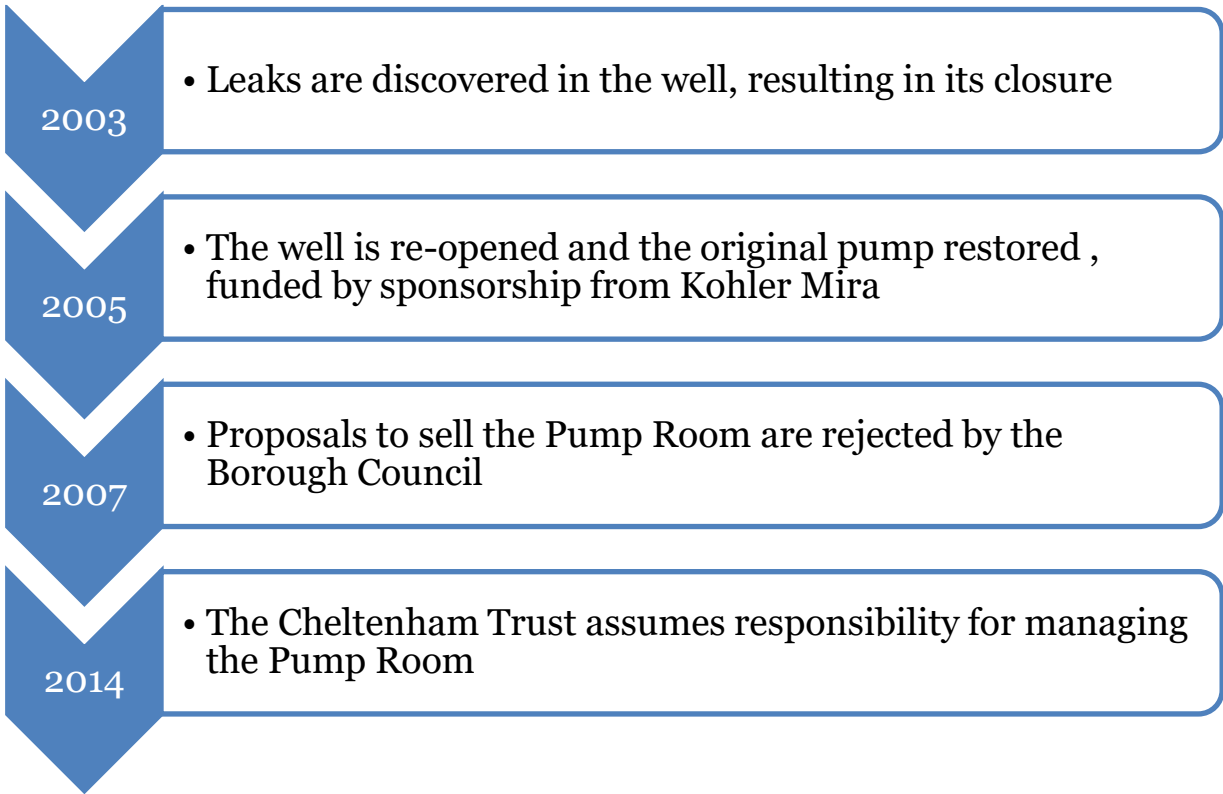 2003
• Leaks are discovered in the well, resulting in its closure
2005
• The well is re-opened and the original pump restored ,
funded by sponsorship from Kohler Mira
2007
• Proposals to sell the Pump Room are rejected by the
Borough Council
2014
• The Cheltenham Trust assumes responsibility for managing
the Pump Room